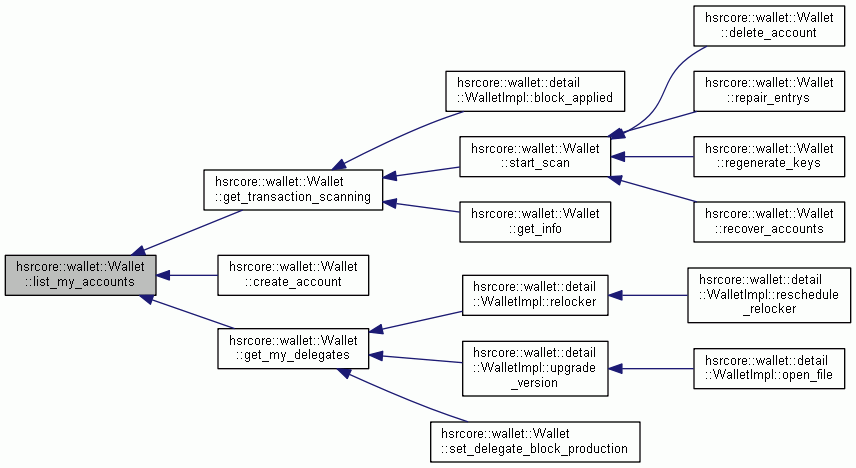 hsrcore::wallet::Wallet
::list_my_accounts
hsrcore::wallet::Wallet
::get_transaction_scanning
hsrcore::wallet::Wallet
::create_account
hsrcore::wallet::Wallet
::get_my_delegates
hsrcore::wallet::detail
::WalletImpl::block_applied
hsrcore::wallet::Wallet
::start_scan
hsrcore::wallet::Wallet
::get_info
hsrcore::wallet::detail
::WalletImpl::relocker
hsrcore::wallet::detail
::WalletImpl::upgrade
_version
hsrcore::wallet::Wallet
::set_delegate_block_production
hsrcore::wallet::Wallet
::delete_account
hsrcore::wallet::Wallet
::repair_entrys
hsrcore::wallet::Wallet
::regenerate_keys
hsrcore::wallet::Wallet
::recover_accounts
hsrcore::wallet::detail
::WalletImpl::reschedule
_relocker
hsrcore::wallet::detail
::WalletImpl::open_file